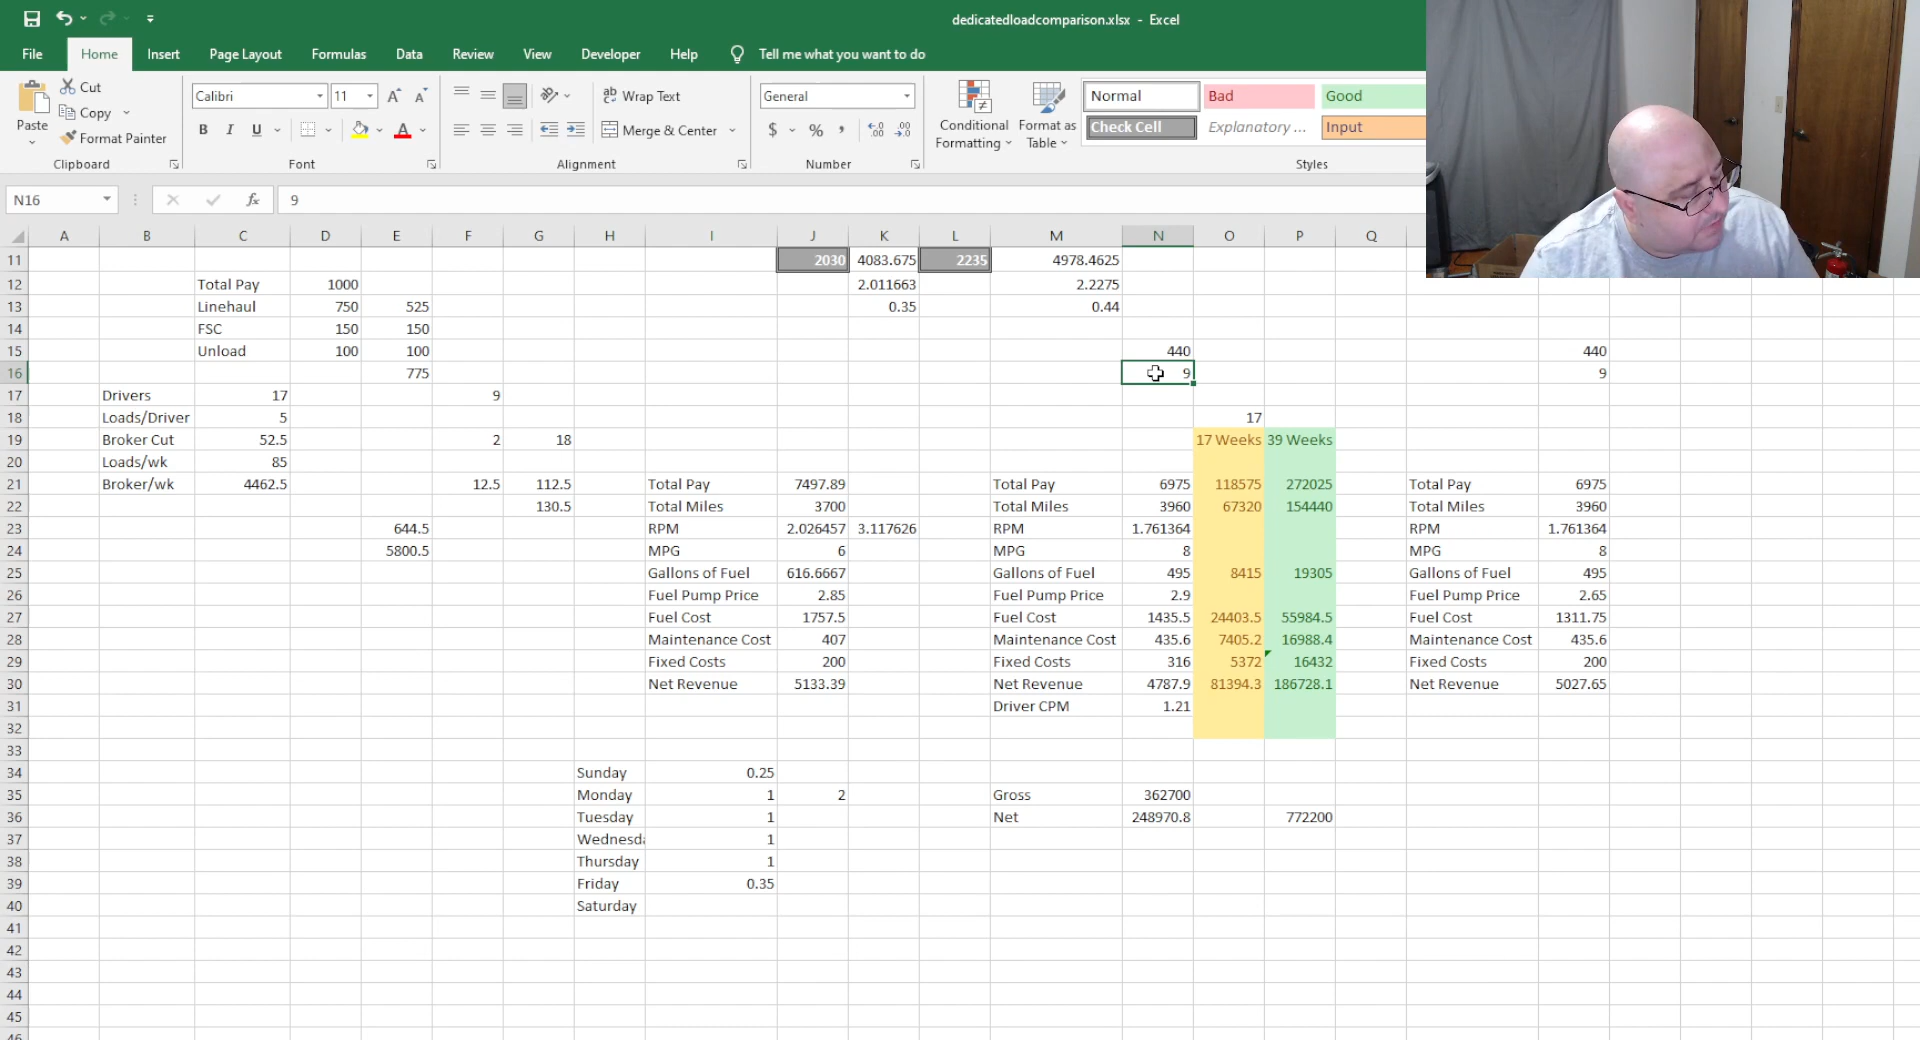 dedicatedloadcomparison.xlsx - Excel
File Home Insert Page Layout Formulas Data Review View Developer Help Tell me what you want to do
Paste Cut Copy Format Painter Clipboard
Calibri 11 B I U Font
ab Wrap Text Merge & Center Alignment
General $ % , Number
Conditional Formatting Format as Table
Normal Bad Good
Check Cell Explanatory ... Input
Styles
N16 fx 9
A B C D E F G H I J K L M N O P Q
11 2030 4083.675 2235 4978.4625
12 Total Pay 1000 2.011663 2.2275
13 Linehaul 750 525 0.35 0.44
14 FSC 150 150
15 Unload 100 100 440 440
16 775 9 9
17 Drivers 17 9
18 Loads/Driver 5 17
19 Broker Cut 52.5 2 18 17 Weeks 39 Weeks
20 Loads/wk 85
21 Broker/wk 4462.5 12.5 112.5 Total Pay 7497.89 Total Pay 6975 118575 272025 Total Pay 6975
22 130.5 Total Miles 3700 Total Miles 3960 67320 154440 Total Miles 3960
23 644.5 RPM 2.026457 3.117626 RPM 1.761364 RPM 1.761364
24 5800.5 MPG 6 MPG 8 MPG 8
25 Gallons of Fuel 616.6667 Gallons of Fuel 495 8415 19305 Gallons of Fuel 495
26 Fuel Pump Price 2.85 Fuel Pump Price 2.9 Fuel Pump Price 2.65
27 Fuel Cost 1757.5 Fuel Cost 1435.5 24403.5 55984.5 Fuel Cost 1311.75
28 Maintenance Cost 407 Maintenance Cost 435.6 7405.2 16988.4 Maintenance Cost 435.6
29 Fixed Costs 200 Fixed Costs 316 5372 16432 Fixed Costs 200
30 Net Revenue 5133.39 Net Revenue 4787.9 81394.3 186728.1 Net Revenue 5027.65
31 Driver CPM 1.21
32
33
34 Sunday 0.25
35 Monday 1 2 Gross 362700
36 Tuesday 1 Net 248970.8 772200
37 Wednesda 1
38 Thursday 1
39 Friday 0.35
40 Saturday
41
42
43
44
45
46